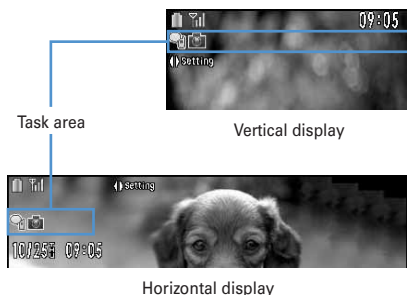 09:05
Setting
Task area
Vertical display
Setting
10/25
09:05
Horizontal display